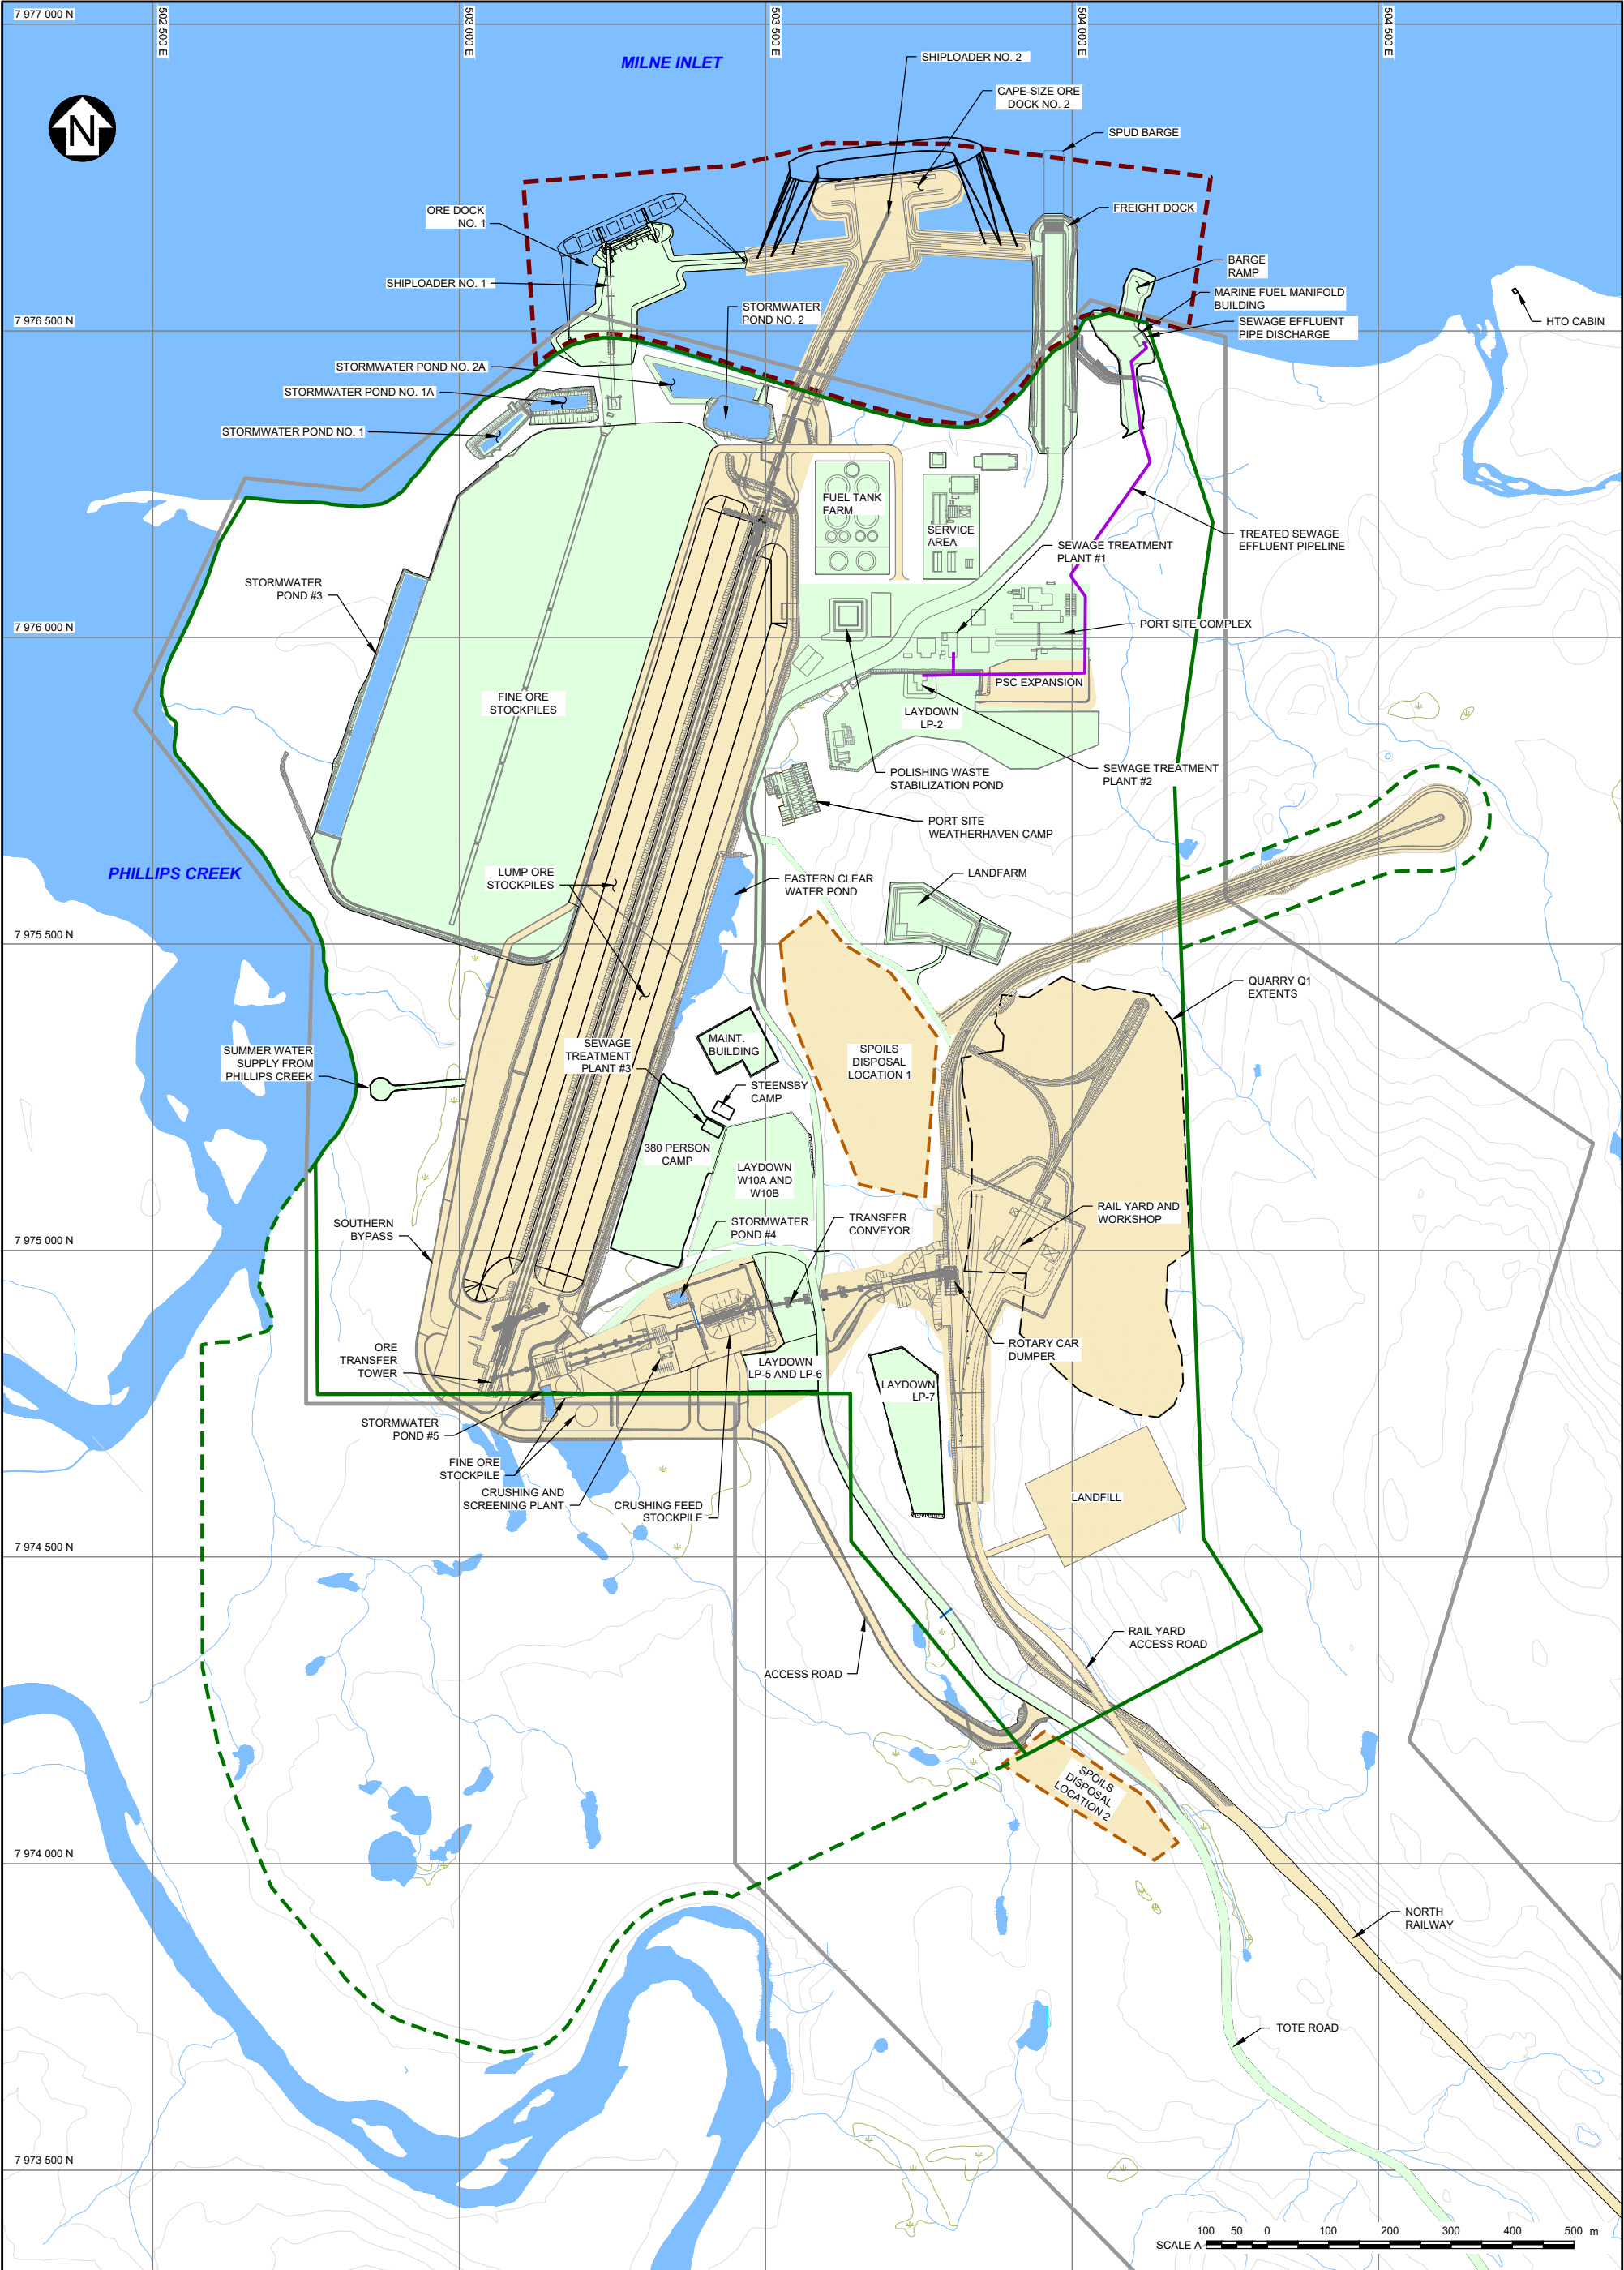 7 977 000 N
502 500 E
503 000 E
503 500 E
504 000 E
504 500 E
MILNE INLET
N
SHIPLOADER NO. 2
CAPE-SIZE ORE
DOCK NO. 2
SPUD BARGE
ORE DOCK
NO. 1
FREIGHT DOCK
SHIPLOADER NO. 1
BARGE
RAMP
MARINE FUEL MANIFOLD
BUILDING
STORMWATER
POND NO. 2
SEWAGE EFFLUENT
PIPE DISCHARGE
HTO CABIN
7 976 500 N
STORMWATER POND NO. 2A
STORMWATER POND NO. 1A
STORMWATER POND NO. 1
FUEL TANK
FARM
SERVICE
AREA
TREATED SEWAGE
EFFLUENT PIPELINE
SEWAGE TREATMENT
PLANT #1
STORMWATER
POND #3
7 976 000 N
PORT SITE COMPLEX
PSC EXPANSION
FINE ORE
STOCKPILES
LAYDOWN
LP-2
POLISHING WASTE
STABILIZATION POND
SEWAGE TREATMENT
PLANT #2
PORT SITE
WEATHERHAVEN CAMP
PHILLIPS CREEK
LUMP ORE
STOCKPILES
EASTERN CLEAR
WATER POND
LANDFARM
7 975 500 N
QUARRY Q1
EXTENTS
SUMMER WATER
SUPPLY FROM
PHILLIPS CREEK
SEWAGE
TREATMENT
PLANT #3
MAINT.
BUILDING
SPOILS
DISPOSAL
LOCATION 1
STEENSBY
CAMP
380 PERSON
CAMP
LAYDOWN
W10A AND
W10B
SOUTHERN
BYPASS
STORMWATER
POND #4
TRANSFER
CONVEYOR
RAIL YARD AND
WORKSHOP
7 975 000 N
ORE
TRANSFER
TOWER
LAYDOWN
LP-5 AND LP-6
ROTARY CAR
DUMPER
LAYDOWN
LP-7
STORMWATER
POND #5
FINE ORE
STOCKPILE
CRUSHING AND
SCREENING PLANT
CRUSHING FEED
STOCKPILE
LANDFILL
7 974 500 N
RAIL YARD
ACCESS ROAD
ACCESS ROAD
SPOILS
DISPOSAL
LOCATION 2
7 974 000 N
NORTH
RAILWAY
TOTE ROAD
7 973 500 N
100 50 0 100 200 300 400 500 m
SCALE A